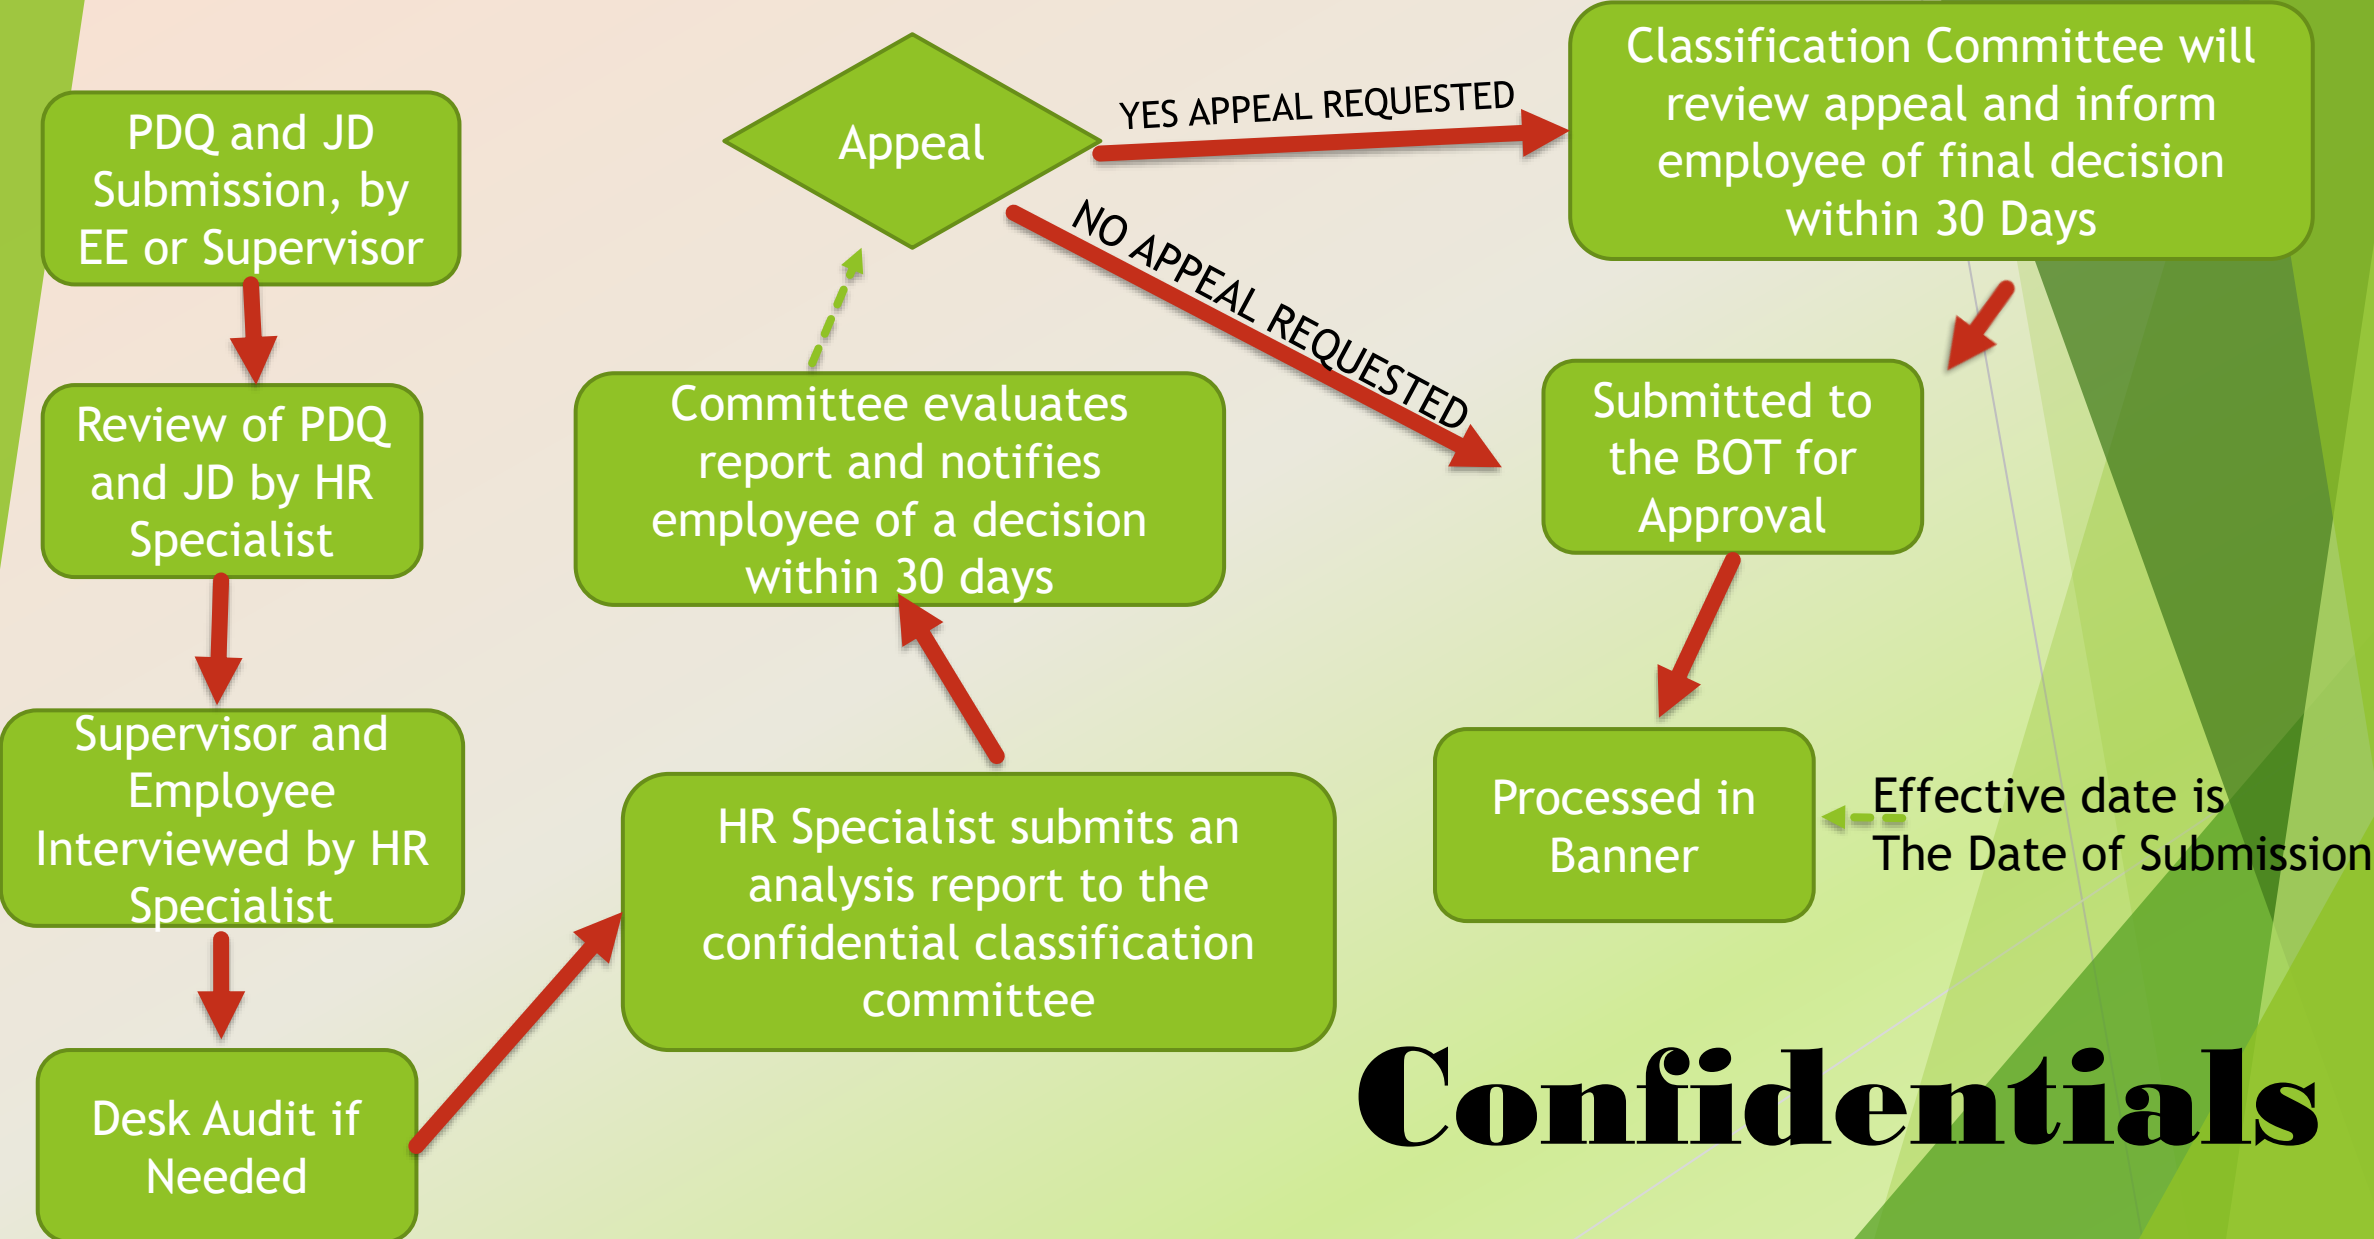 PDQ and JD
Submission, by
EE or Supervisor
Review of PDQ
and JD by HR
Specialist
Supervisor and
Employee
Interviewed by HR
Specialist
Desk Audit if
Needed
HR Specialist submits an
analysis report to the
confidential classification
committee
Committee evaluates
report and notifies
employee of a decision
within 30 days
Appeal
YES APPEAL REQUESTED
NO APPEAL REQUESTED
Classification Committee will
review appeal and inform
employee of final decision
within 30 Days
Submitted to
the BOT for
Approval
Processed in
Banner
Effective date is
The Date of Submission
Confidentials